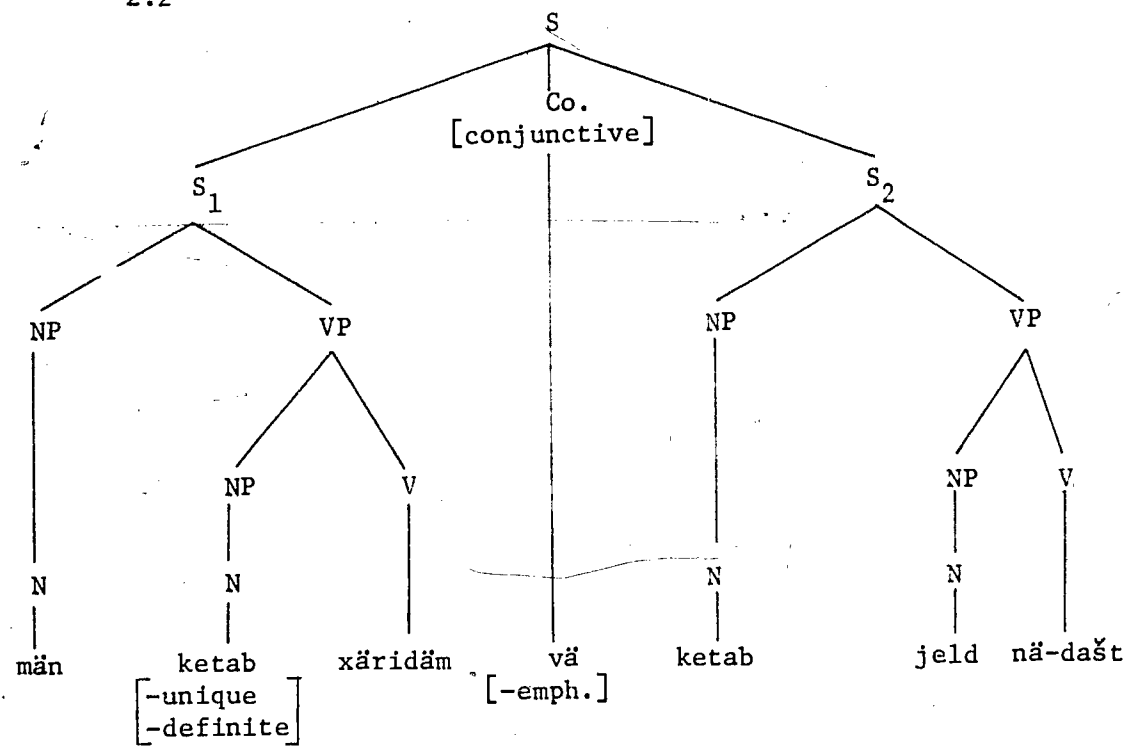 2.2
S
Co.
[conjunctive]
S1 S2
NP VP NP VP
NP V NP V
N N N N
män ketab xäridäm vä ketab jeld nä-dašt
[-unique [-emph.]
-definite]